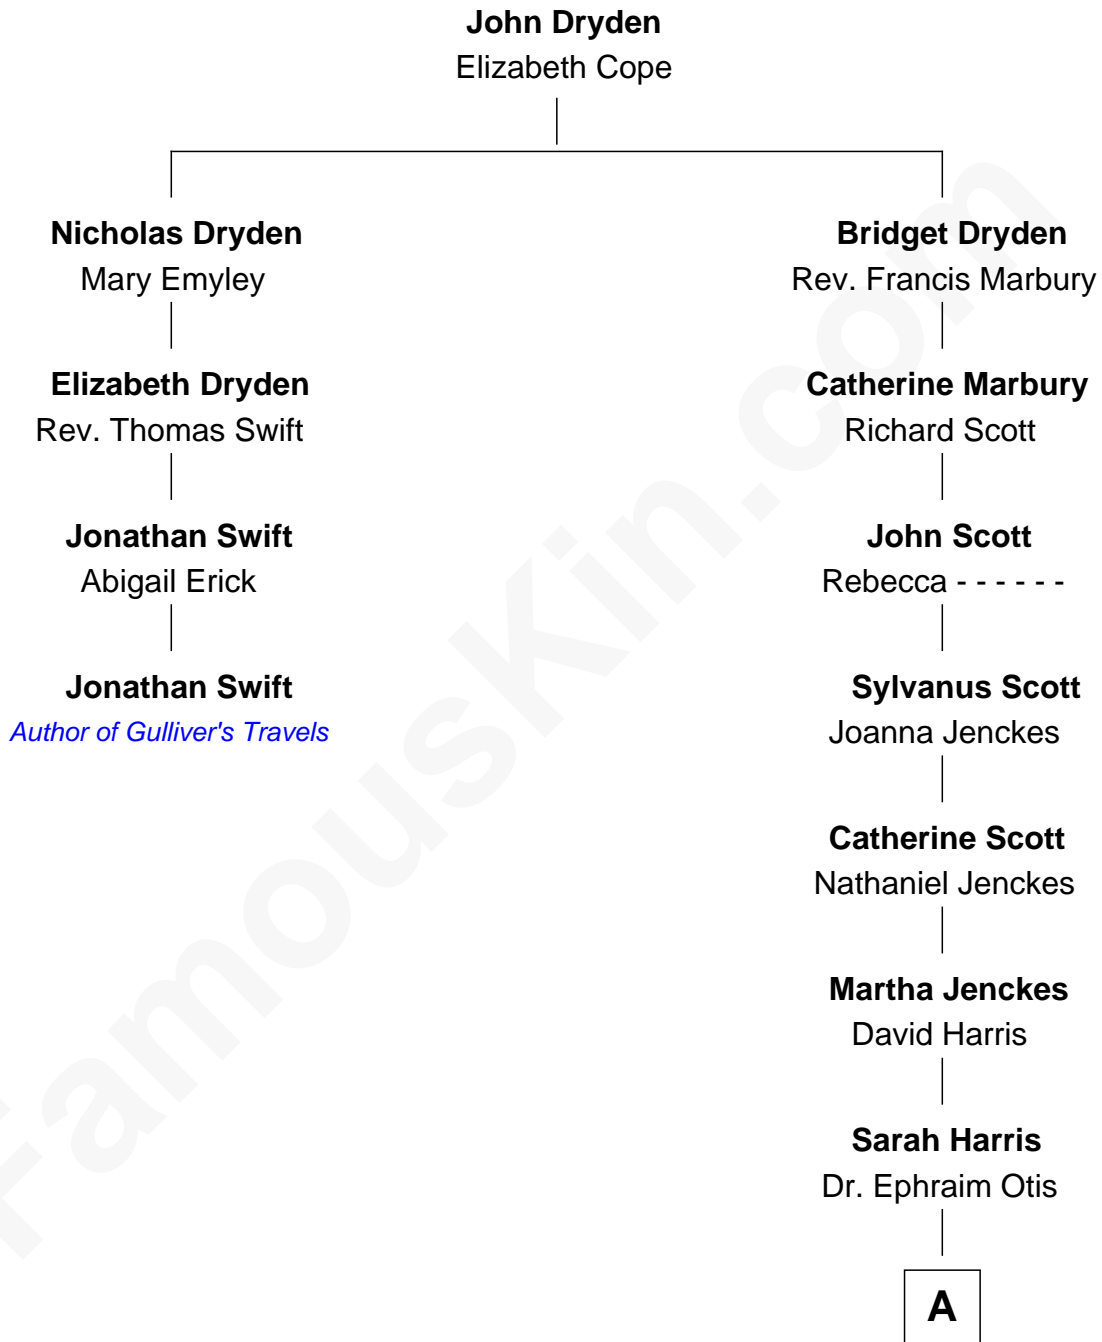 John Dryden
Elizabeth Cope
Nicholas Dryden
Mary Emyley
Bridget Dryden
Rev. Francis Marbury
Elizabeth Dryden
Rev. Thomas Swift
Catherine Marbury
Richard Scott
Jonathan Swift
Abigail Erick
John Scott
Rebecca - - - - - -
Jonathan Swift
Author of Gulliver's Travels
Sylvanus Scott
Joanna Jenckes
Catherine Scott
Nathaniel Jenckes
Martha Jenckes
David Harris
Sarah Harris
Dr. Ephraim Otis
A
FamousKin.com